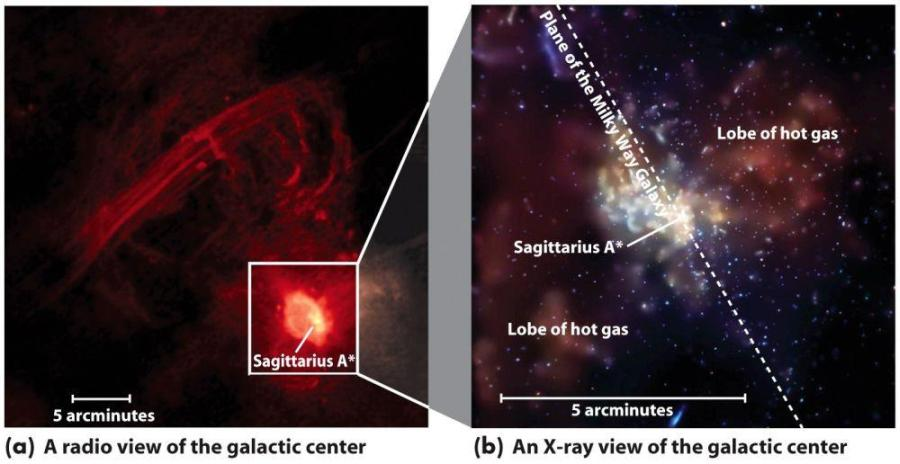 Sagittarius A*
5 arcminutes
(a) A radio view of the galactic center
Plane of the Milky Way Galaxy
Lobe of hot gas
Sagittarius A*
Lobe of hot gas
5 arcminutes
(b) An X-ray view of the galactic center